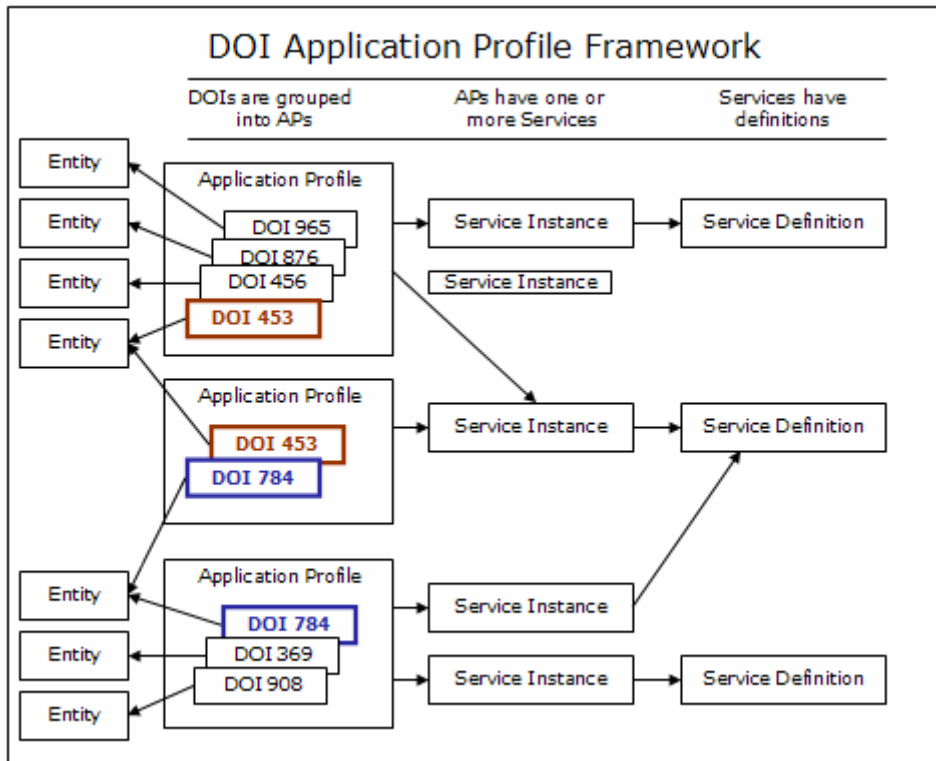 DOI Application Profile Framework
DOIs are grouped
into APs
APs have one or
more Services
Services have
definitions
Entity
Entity
Entity
Entity
Application Profile
DOI 965
DOI 876
DOI 456
DOI 453
Service Instance
Service Definition
Service Instance
Application Profile
DOI 453
DOI 784
Service Instance
Service Definition
Entity
Entity
Entity
Application Profile
DOI 784
DOI 369
DOI 908
Service Instance
Service Instance
Service Definition